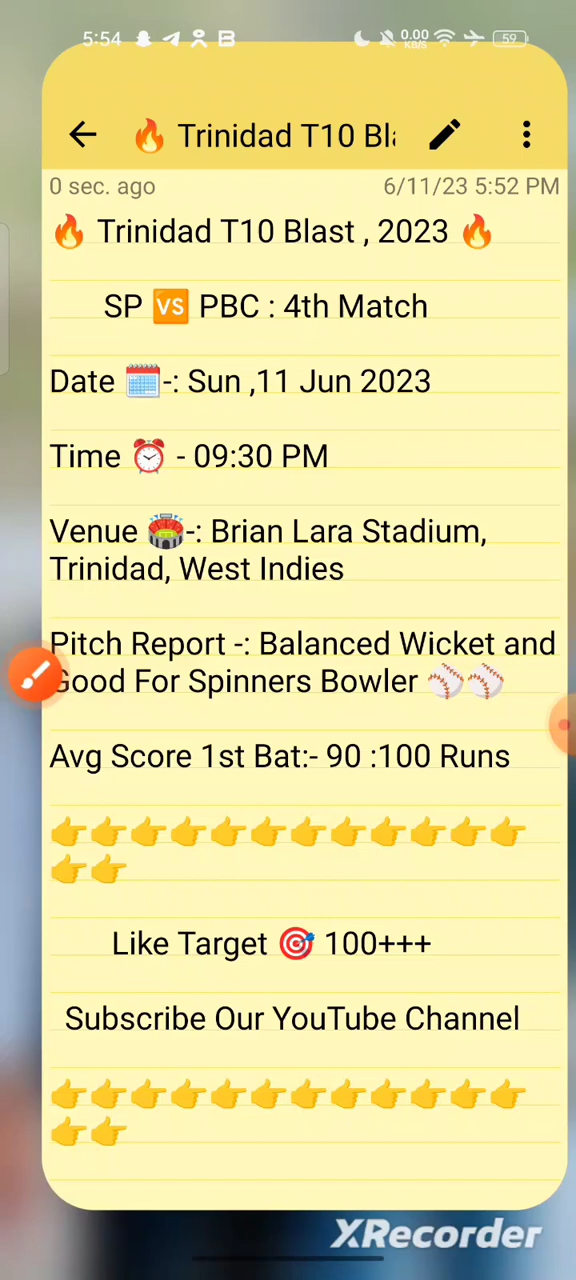 5:54 0.00 KB/S 59
🔥 Trinidad T10 Bl
0 sec. ago 6/11/23 5:52 PM
🔥 Trinidad T10 Blast , 2023 🔥
SP 🆚 PBC : 4th Match
Date 🗓️-: Sun ,11 Jun 2023
Time ⏰ - 09:30 PM
Venue 🏟️-: Brian Lara Stadium,
Trinidad, West Indies
Pitch Report -: Balanced Wicket and
Good For Spinners Bowler ⚾⚾
Avg Score 1st Bat:- 90 :100 Runs
👉👉👉👉👉👉👉👉👉👉👉👉
👉👉
Like Target 🎯 100+++
Subscribe Our YouTube Channel
👉👉👉👉👉👉👉👉👉👉👉👉
👉👉
XRecorder